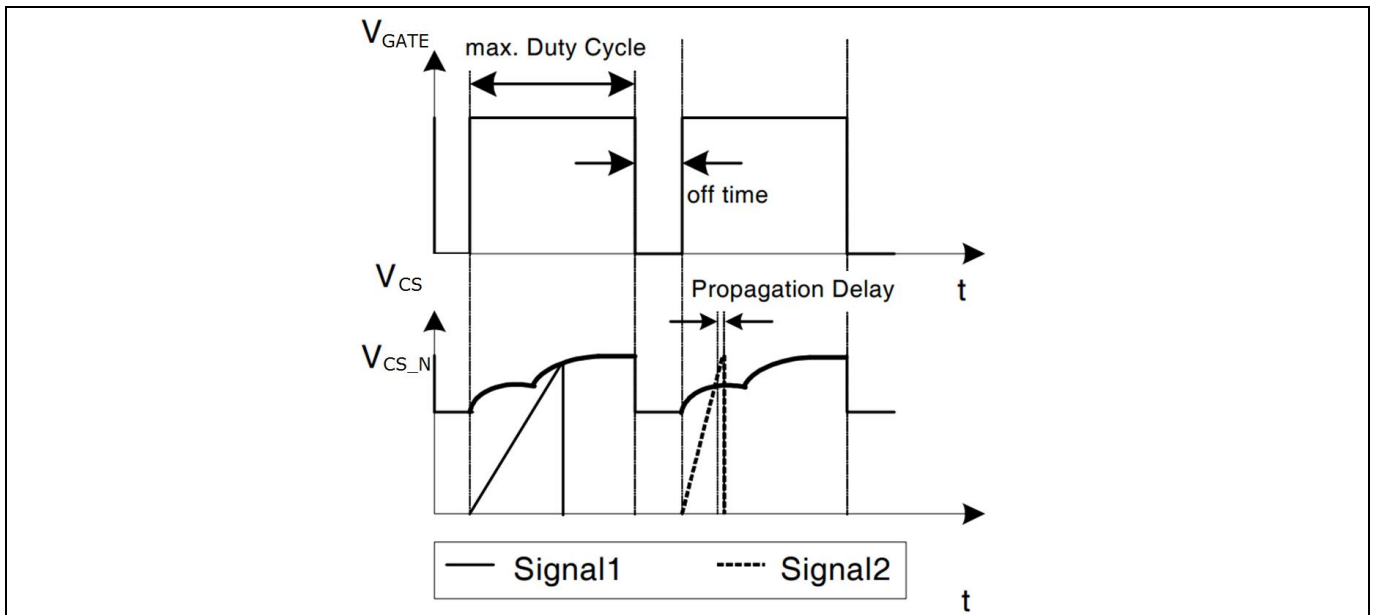 VGATE
max. Duty Cycle
off time
VCS
Propagation Delay
t
VCS_N
Signal1 Signal2
t